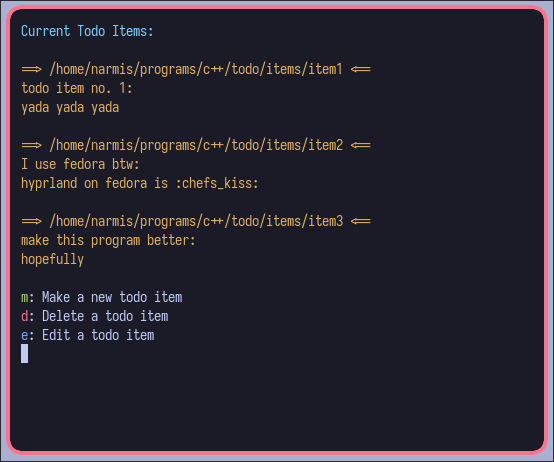 Current Todo Items:
==> /home/narmis/programs/c++/todo/items/item1 <==
todo item no. 1:
yada yada yada
==> /home/narmis/programs/c++/todo/items/item2 <==
I use fedora btw:
hyprland on fedora is :chefs_kiss:
==> /home/narmis/programs/c++/todo/items/item3 <==
make this program better:
hopefully
m: Make a new todo item
d: Delete a todo item
e: Edit a todo item